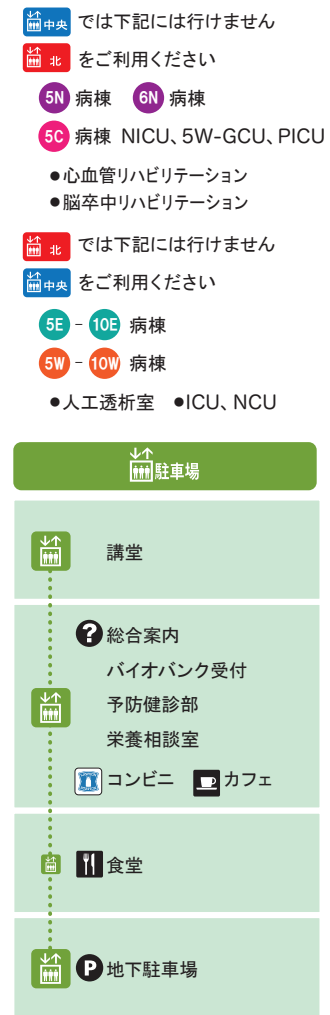 中央 では下記には行けません
北 をご利用ください
5N 病棟 6N 病棟
5C 病棟 NICU、5W-GCU、PICU
●心血管リハビリテーション
●脳卒中リハビリテーション
北 では下記には行けません
中央 をご利用ください
5E - 10E 病棟
5W - 10W 病棟
●人工透析室 ●ICU、NCU
駐車場
講堂
? 総合案内
バイオバンク受付
予防健診部
栄養相談室
コンビニ カフェ
食堂
P 地下駐車場